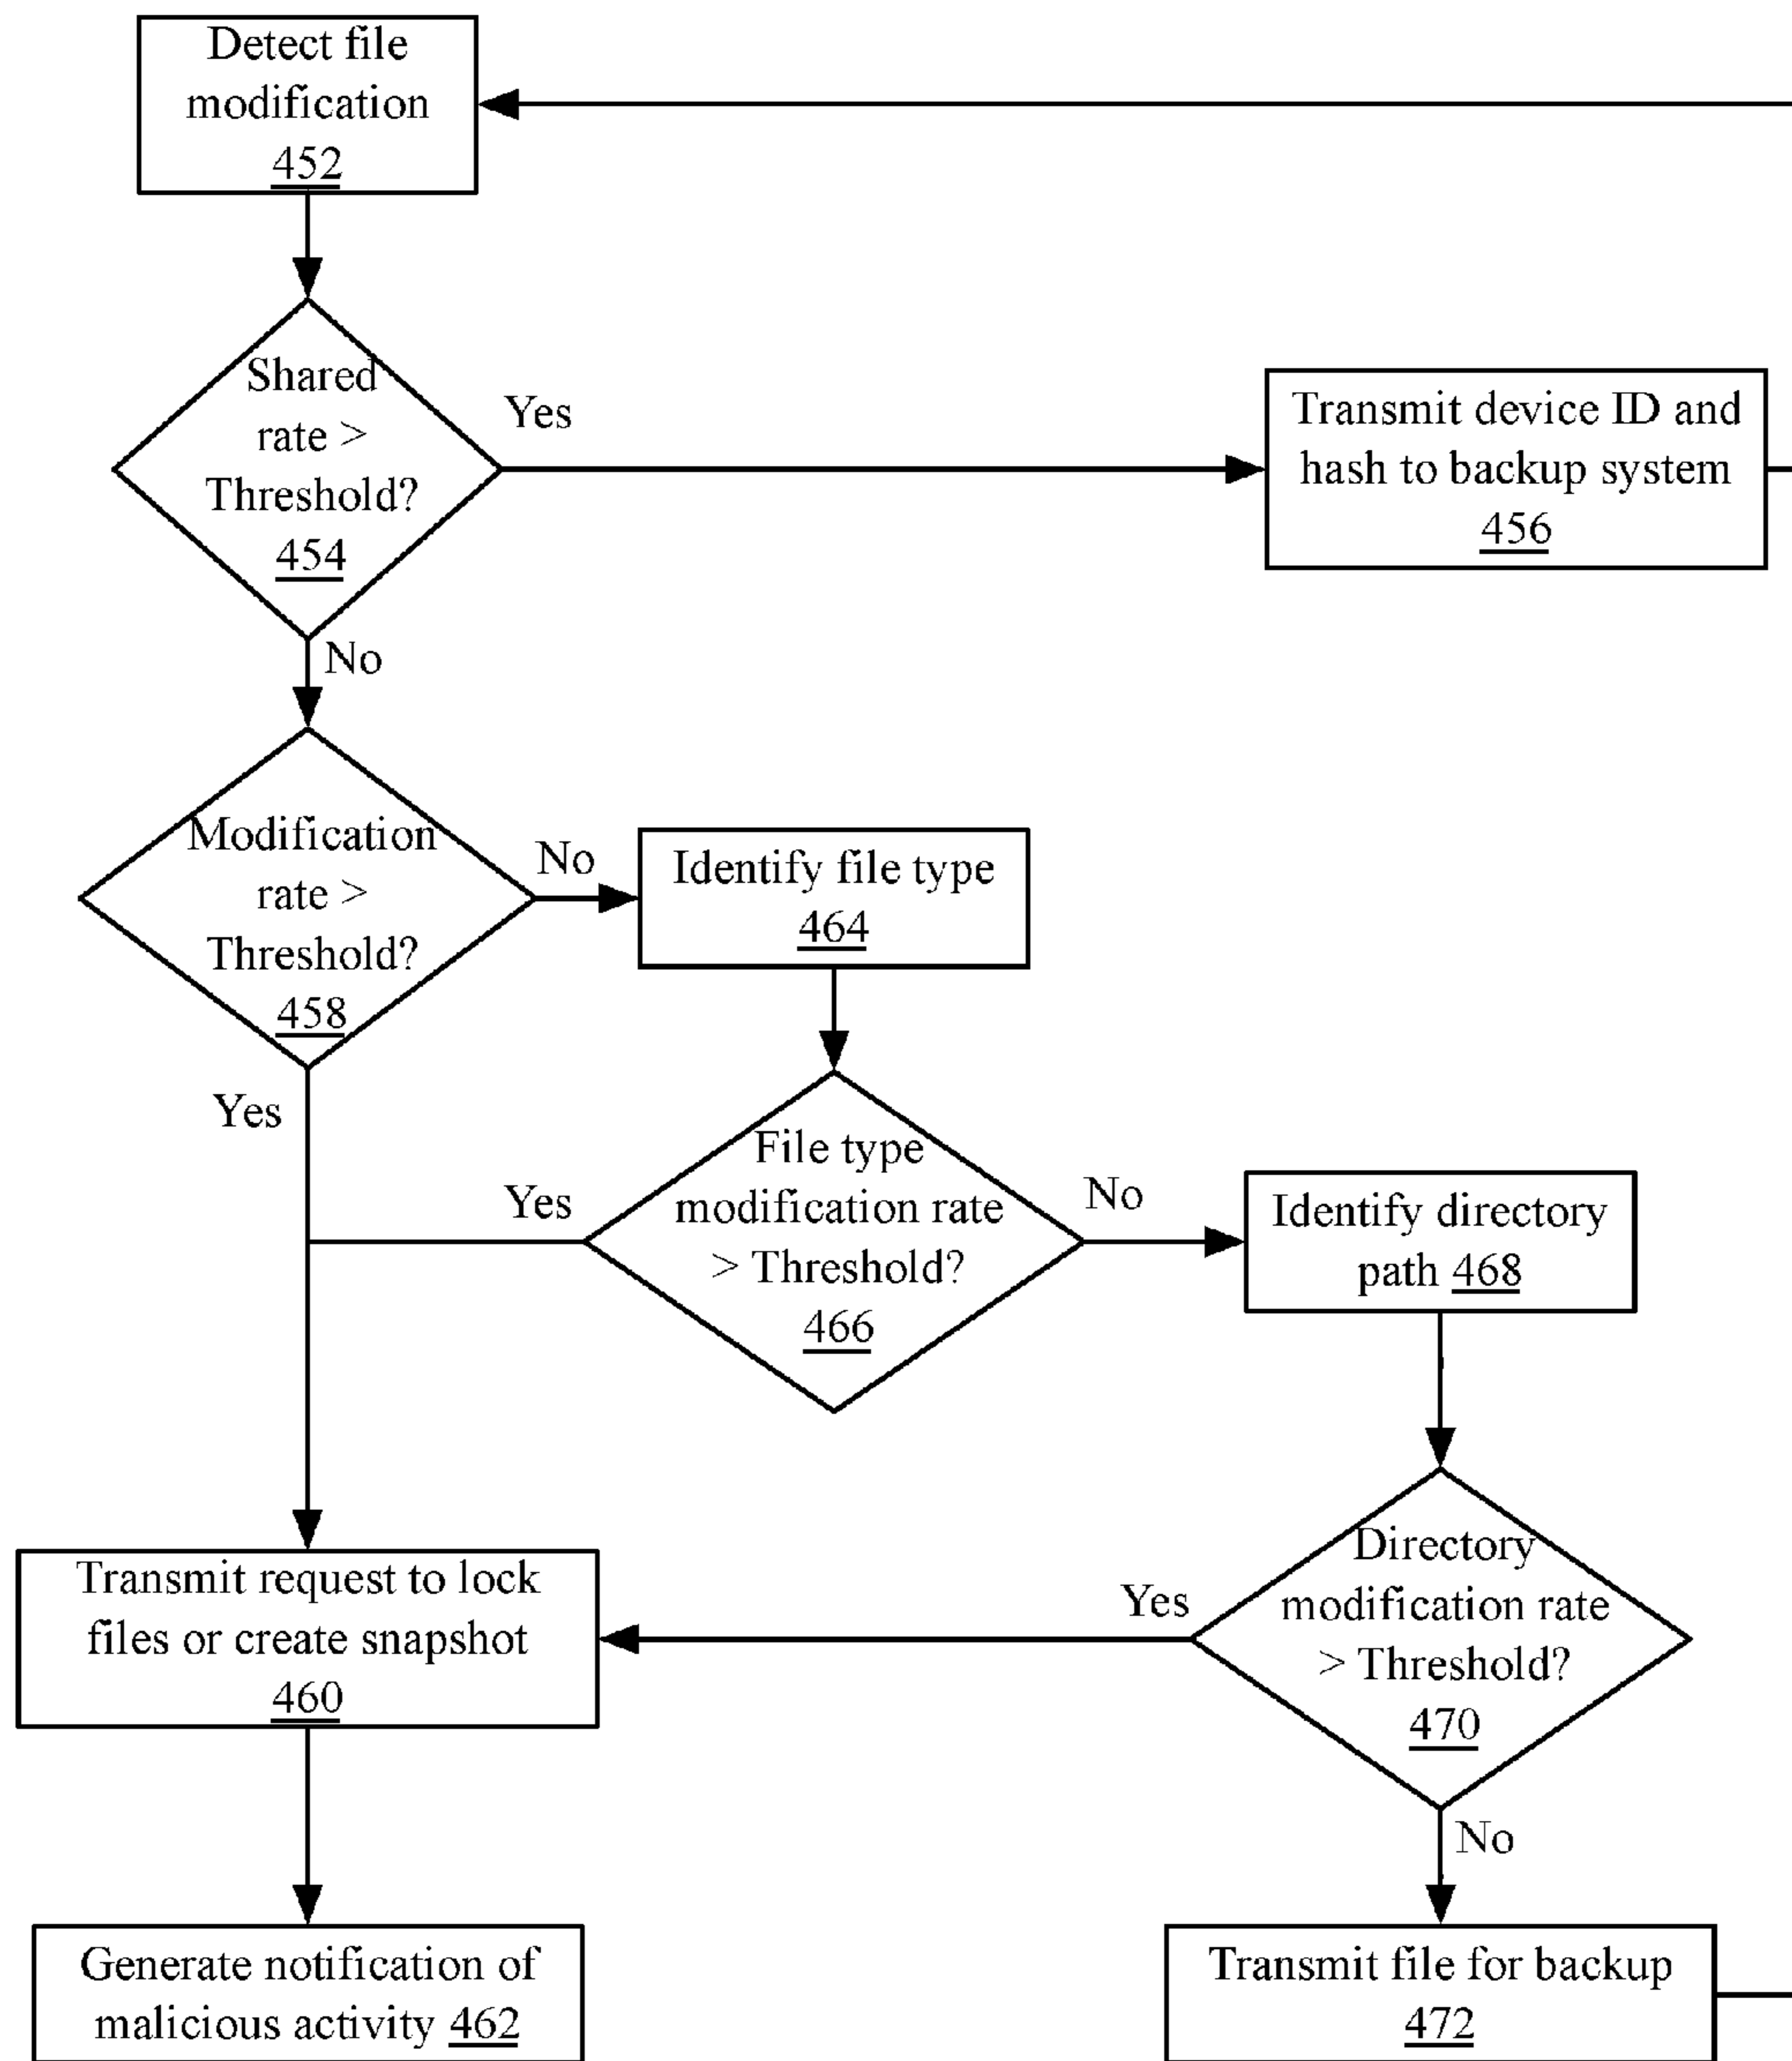 Detect file
modification
452
Shared
rate >
Threshold?
454
Yes
Transmit device ID and
hash to backup system
456
No
Modification
rate >
Threshold?
458
No
Identify file type
464
Yes
File type
modification rate
> Threshold?
466
Yes
No
Identify directory
path 468
Directory
modification rate
> Threshold?
470
Yes
Transmit request to lock
files or create snapshot
460
No
Generate notification of
malicious activity 462
Transmit file for backup
472